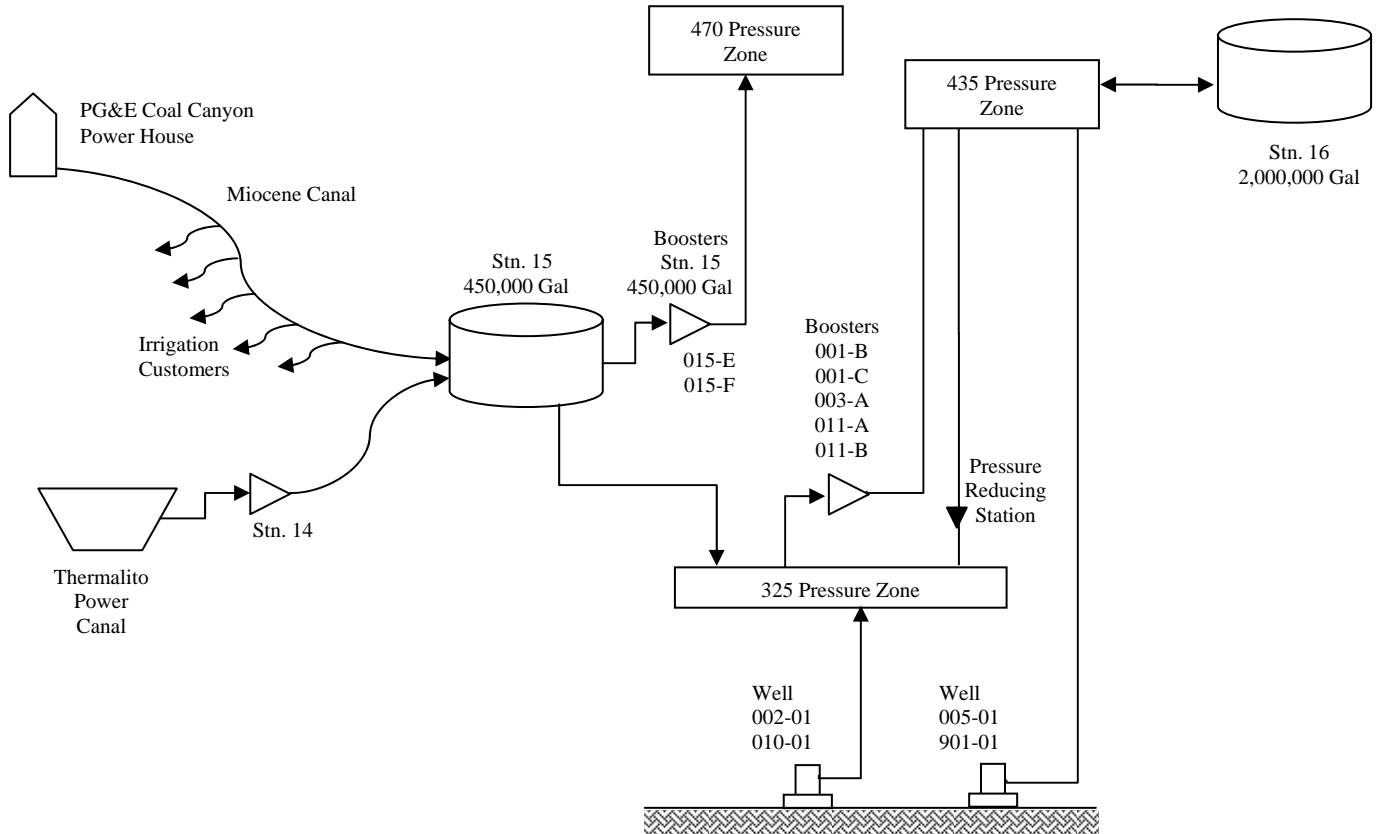 470 Pressure
Zone
435 Pressure
Zone
Stn. 16
2,000,000 Gal
PG&E Coal Canyon
Power House
Miocene Canal
Irrigation
Customers
Stn. 15
450,000 Gal
Boosters
Stn. 15
450,000 Gal
015-E
015-F
Boosters
001-B
001-C
003-A
011-A
011-B
Pressure
Reducing
Station
Stn. 14
Thermalito
Power
Canal
325 Pressure Zone
Well
002-01
010-01
Well
005-01
901-01